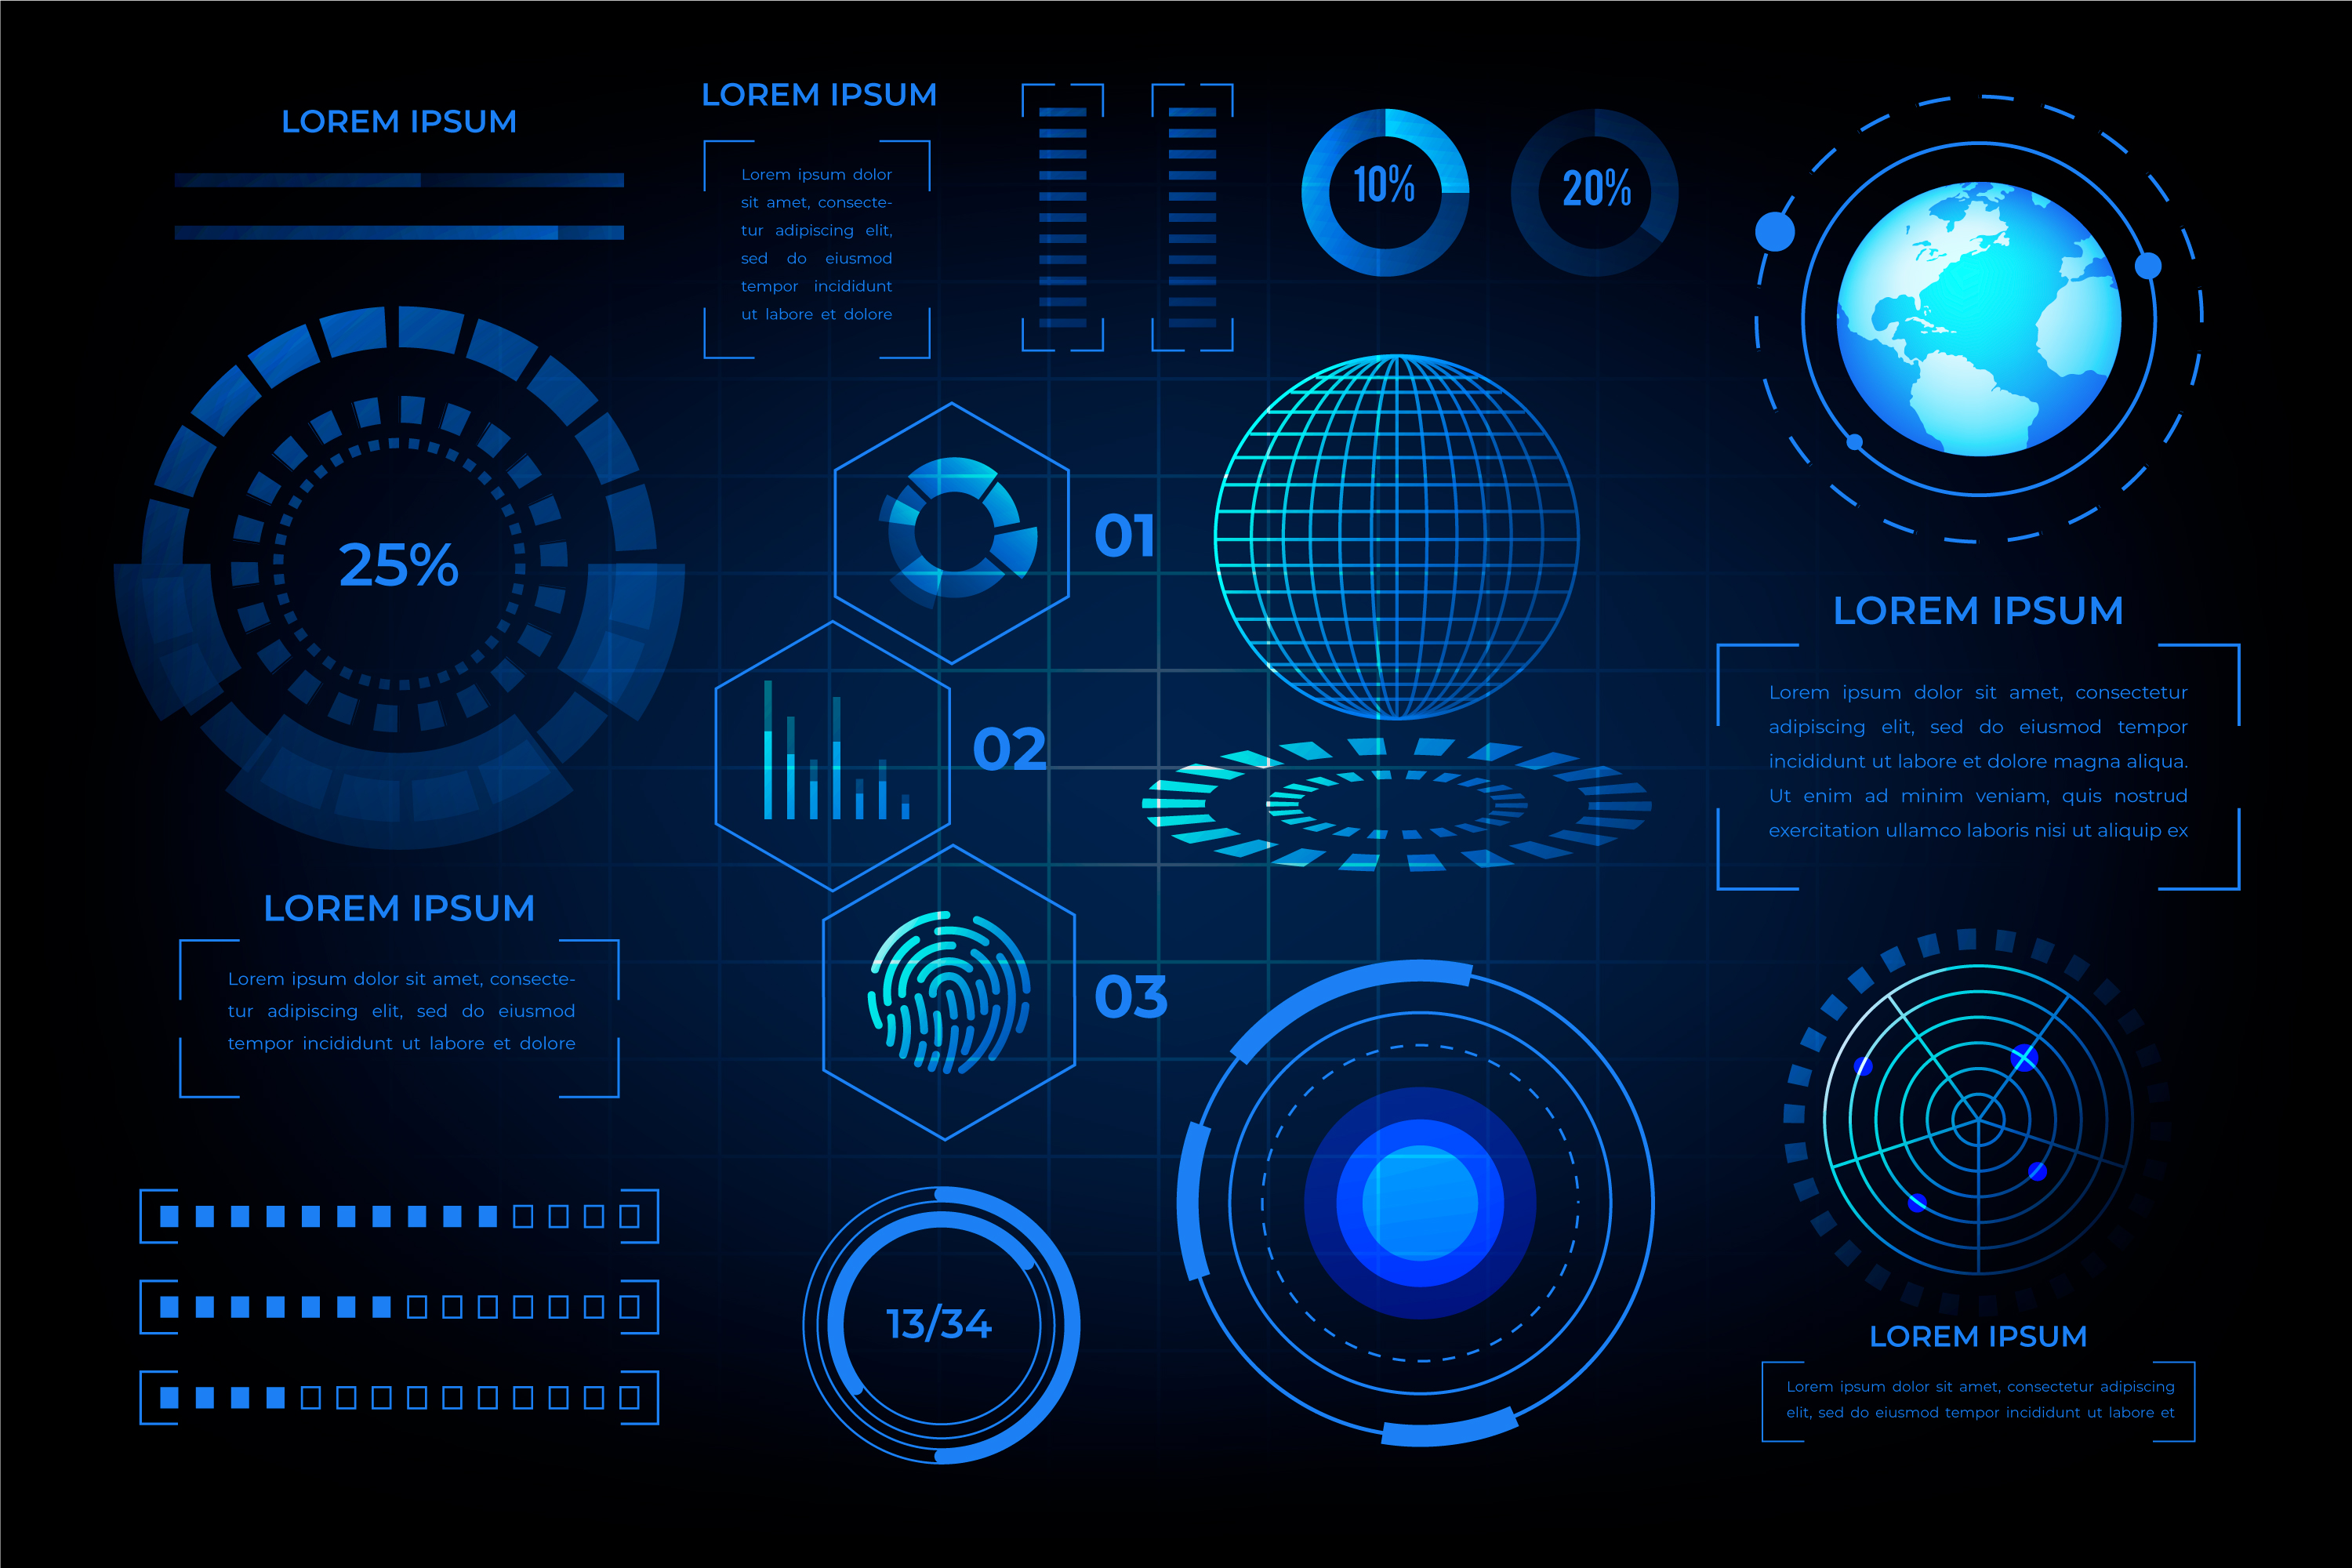 LOREM IPSUM
LOREM IPSUM
Lorem ipsum dolor
sit amet, consecte-
tur adipiscing elit,
sed do eiusmod
tempor incididunt
ut labore et dolore
10%
20%
25%
01
02
03
LOREM IPSUM
Lorem ipsum dolor sit amet, consectetur
adipiscing elit, sed do eiusmod tempor
incididunt ut labore et dolore magna aliqua.
Ut enim ad minim veniam, quis nostrud
exercitation ullamco laboris nisi ut aliquip ex
LOREM IPSUM
Lorem ipsum dolor sit amet, consecte-
tur adipiscing elit, sed do eiusmod
tempor incididunt ut labore et dolore
13/34
LOREM IPSUM
Lorem ipsum dolor sit amet, consectetur adipiscing
elit, sed do eiusmod tempor incididunt ut labore et